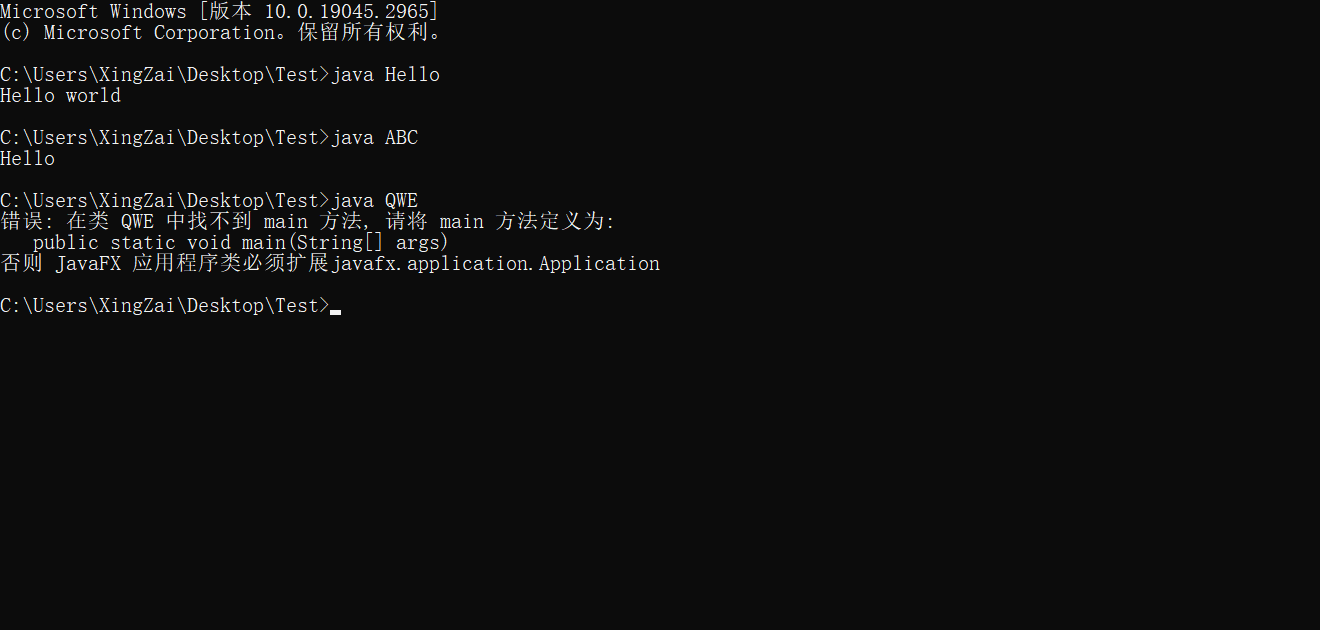 Microsoft Windows [版本 10.0.19045.2965]
(c) Microsoft Corporation。保留所有权利。
C:\Users\XingZai\Desktop\Test>java Hello
Hello world
C:\Users\XingZai\Desktop\Test>java ABC
Hello
C:\Users\XingZai\Desktop\Test>java QWE
错误: 在类 QWE 中找不到 main 方法, 请将 main 方法定义为:
   public static void main(String[] args)
否则 JavaFX 应用程序类必须扩展javafx.application.Application
C:\Users\XingZai\Desktop\Test>